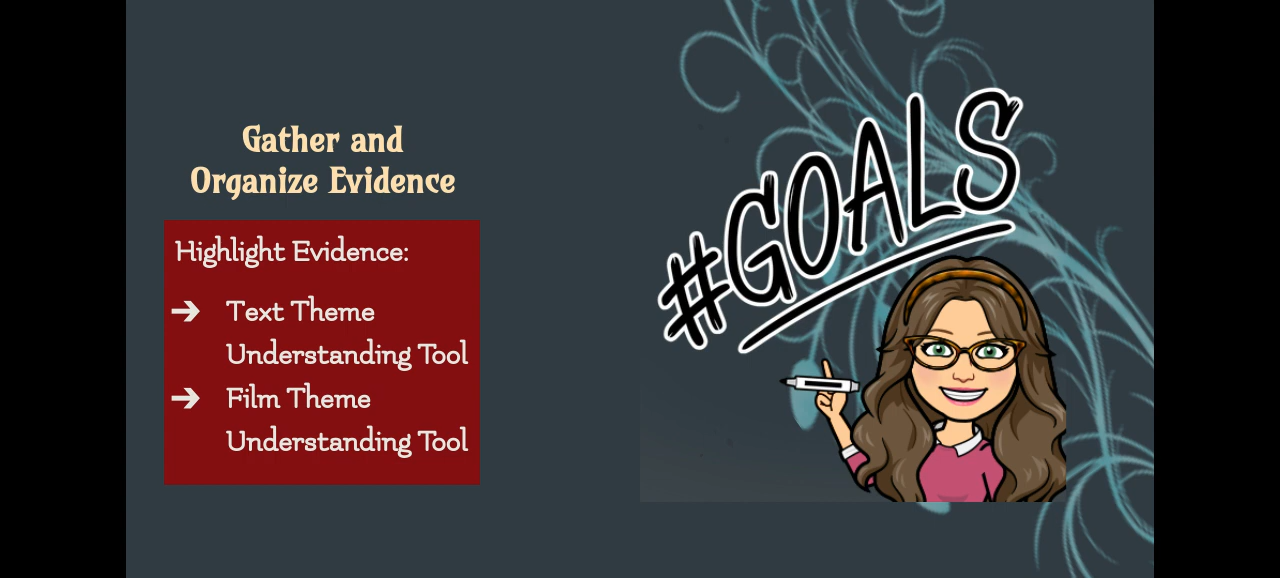 Gather and
Organize Evidence
Highlight Evidence:
➔ Text Theme
Understanding Tool
➔ Film Theme
Understanding Tool
#GOALS